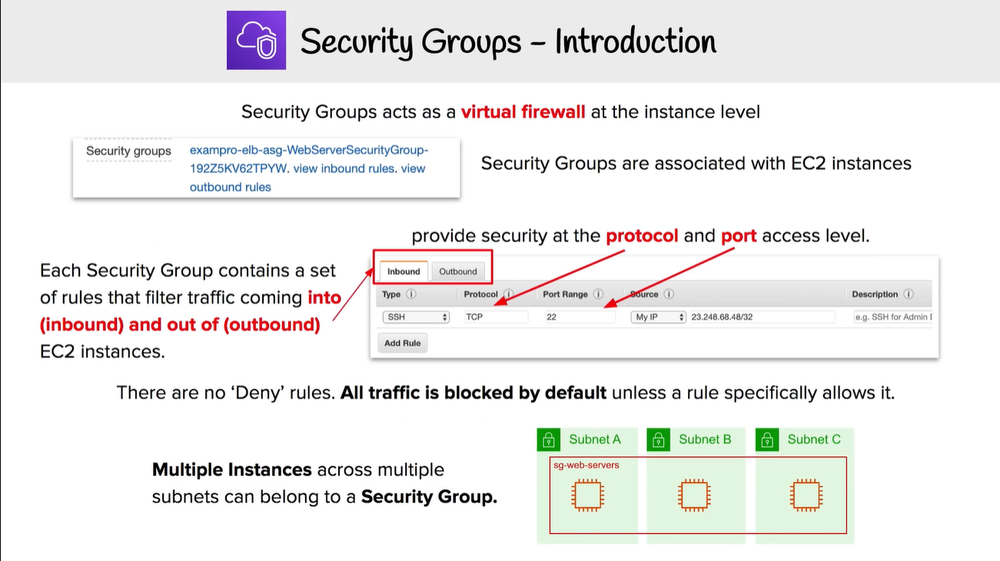 Security Groups – Introduction
Security Groups acts as a virtual firewall at the instance level
Security groups
exampro-elb-asg-WebServerSecurityGroup-
192Z5KV62TPYW. view inbound rules. view
outbound rules
Security Groups are associated with EC2 instances
provide security at the protocol and port access level.
Each Security Group contains a set
of rules that filter traffic coming into
(inbound) and out of (outbound)
EC2 instances.
Inbound Outbound
Type Protocol Port Range Source Description
SSH TCP 22 My IP 23.248.68.48/32 e.g. SSH for Admin D
Add Rule
There are no ‘Deny’ rules. All traffic is blocked by default unless a rule specifically allows it.
Multiple Instances across multiple
subnets can belong to a Security Group.
Subnet A Subnet B Subnet C
sg-web-servers